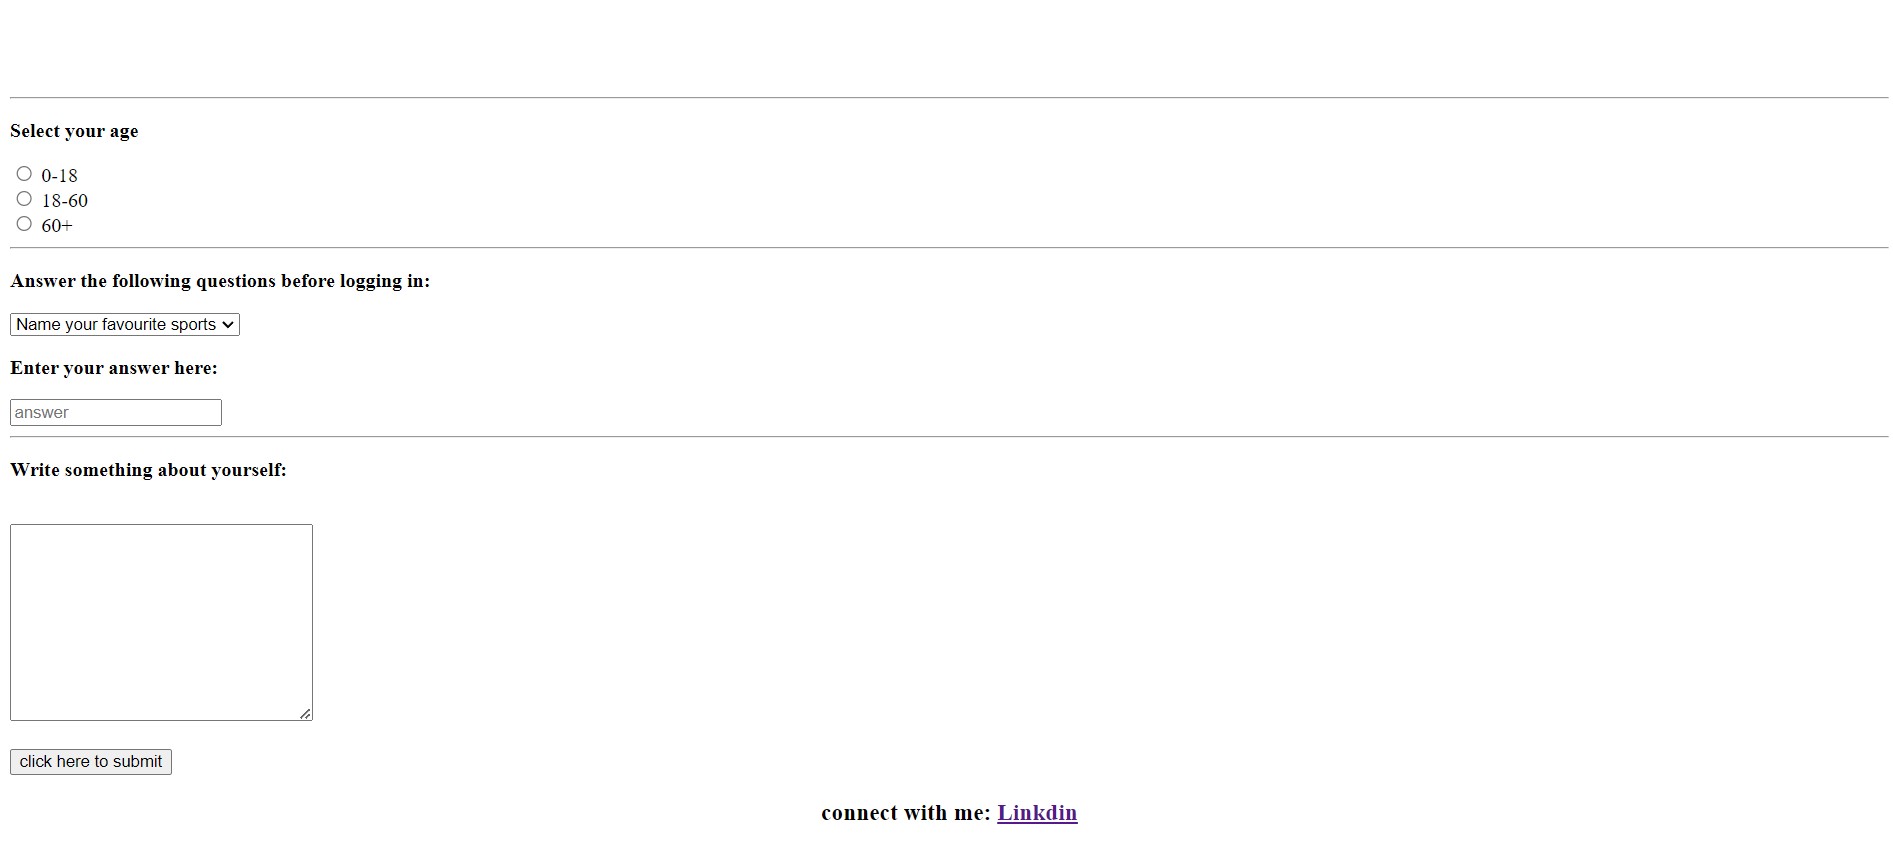 Select your age
0-18
18-60
60+
Answer the following questions before logging in:
Name your favourite sports
Enter your answer here:
answer
Write something about yourself:
click here to submit
connect with me: Linkdin